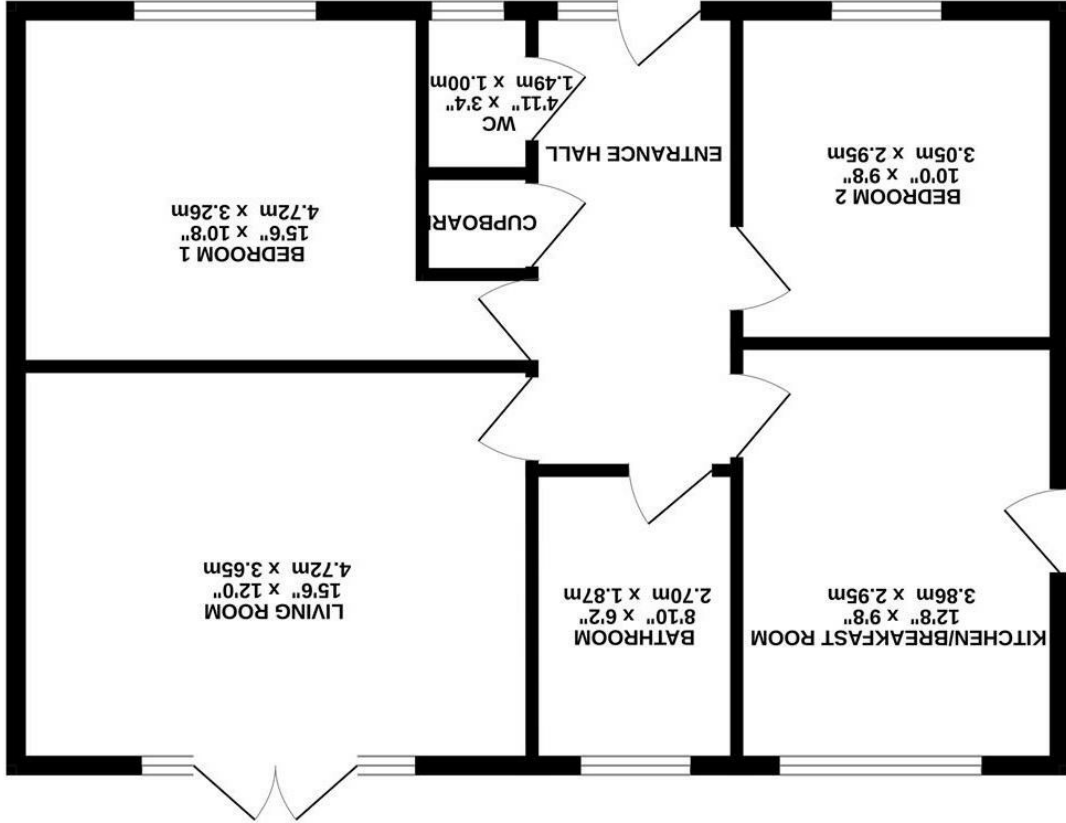 KITCHEN/BREAKFAST ROOM
12'8" x 9'8"
3.86m x 2.95m
BATHROOM
8'10" x 6'2"
2.70m x 1.87m
LIVING ROOM
15'6" x 12'0"
4.72m x 3.65m
BEDROOM 2
10'0" x 9'8"
3.05m x 2.95m
ENTRANCE HALL
CUPBOARD
WC
4'11" x 3'4"
1.49m x 1.00m
BEDROOM 1
15'6" x 10'8"
4.72m x 3.26m